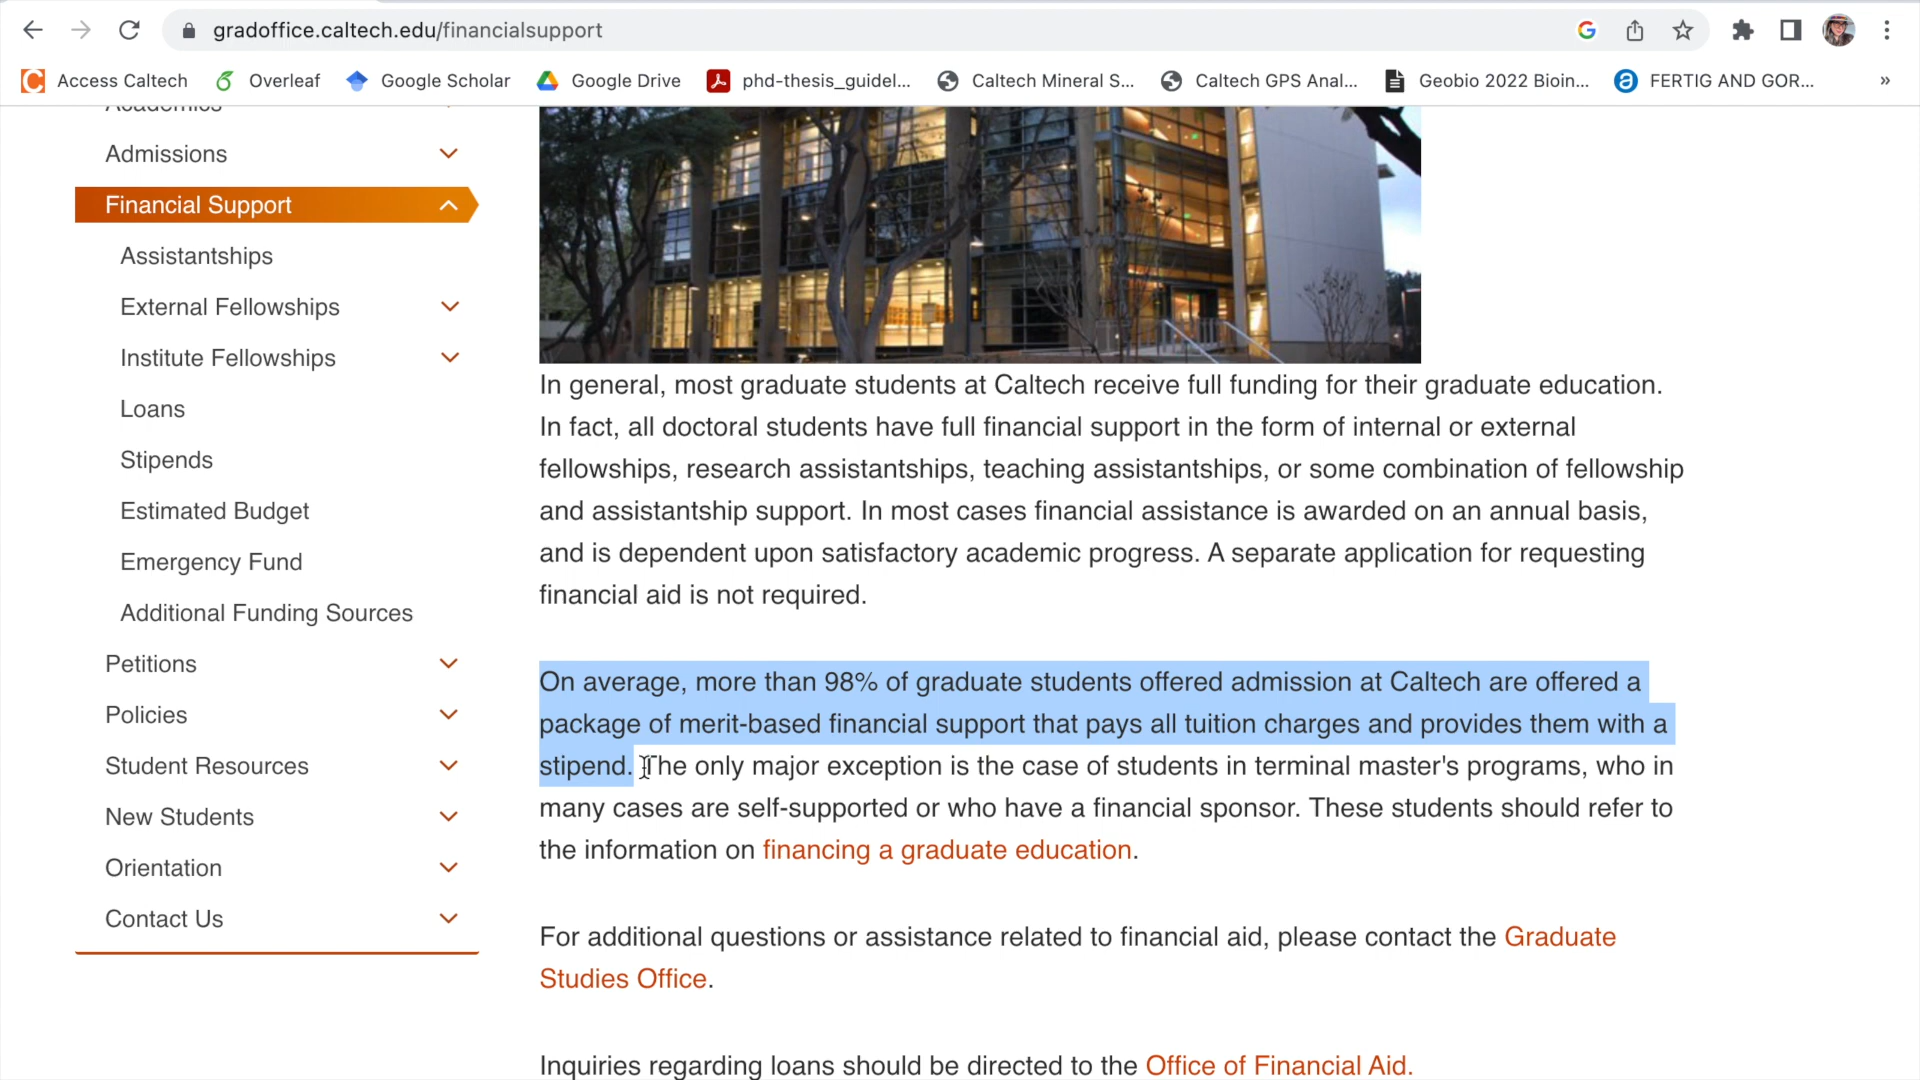 gradoffice.caltech.edu/financialsupport
Access Caltech
Overleaf
Google Scholar
Google Drive
phd-thesis_guidel...
Caltech Mineral S...
Caltech GPS Anal...
Geobio 2022 Bioin...
FERTIG AND GOR...
»
Academics
Admissions
Financial Support
Assistantships
External Fellowships
Institute Fellowships
Loans
Stipends
Estimated Budget
Emergency Fund
Additional Funding Sources
Petitions
Policies
Student Resources
New Students
Orientation
Contact Us
In general, most graduate students at Caltech receive full funding for their graduate education.
In fact, all doctoral students have full financial support in the form of internal or external
fellowships, research assistantships, teaching assistantships, or some combination of fellowship
and assistantship support. In most cases financial assistance is awarded on an annual basis,
and is dependent upon satisfactory academic progress. A separate application for requesting
financial aid is not required.
On average, more than 98% of graduate students offered admission at Caltech are offered a
package of merit-based financial support that pays all tuition charges and provides them with a
stipend. The only major exception is the case of students in terminal master's programs, who in
many cases are self-supported or who have a financial sponsor. These students should refer to
the information on financing a graduate education.
For additional questions or assistance related to financial aid, please contact the Graduate
Studies Office.
Inquiries regarding loans should be directed to the Office of Financial Aid.